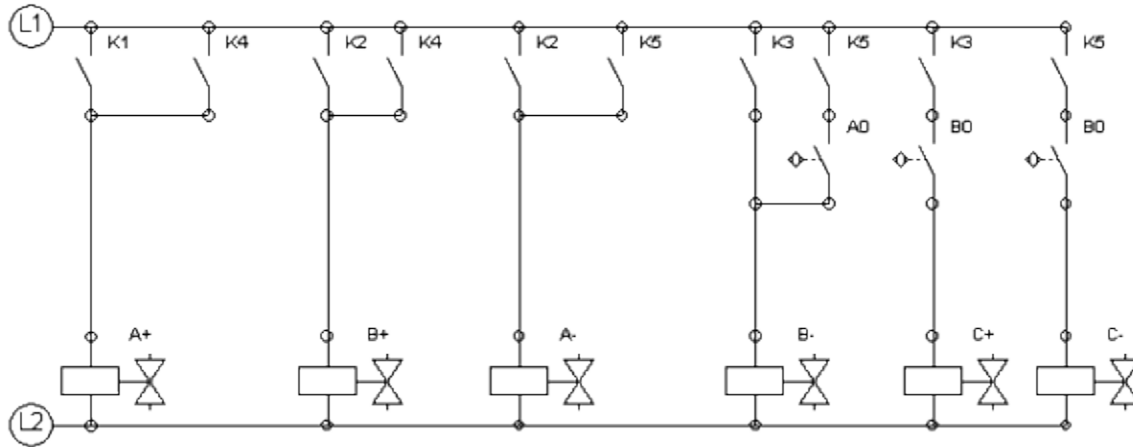 L1
K1 K4 K2 K4 K2 K5 K3 K5 K3 K5
A0 B0 B0
A+ B+ A- B- C+ C-
L2